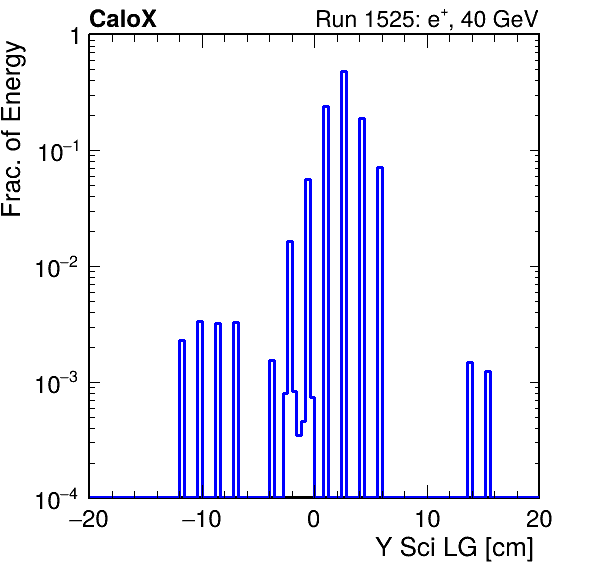 CaloX Run 1525: e⁺, 40 GeV
Frac. of Energy
1
10⁻¹
10⁻²
10⁻³
10⁻⁴
−20 −10 0 10 20
Y Sci LG [cm]